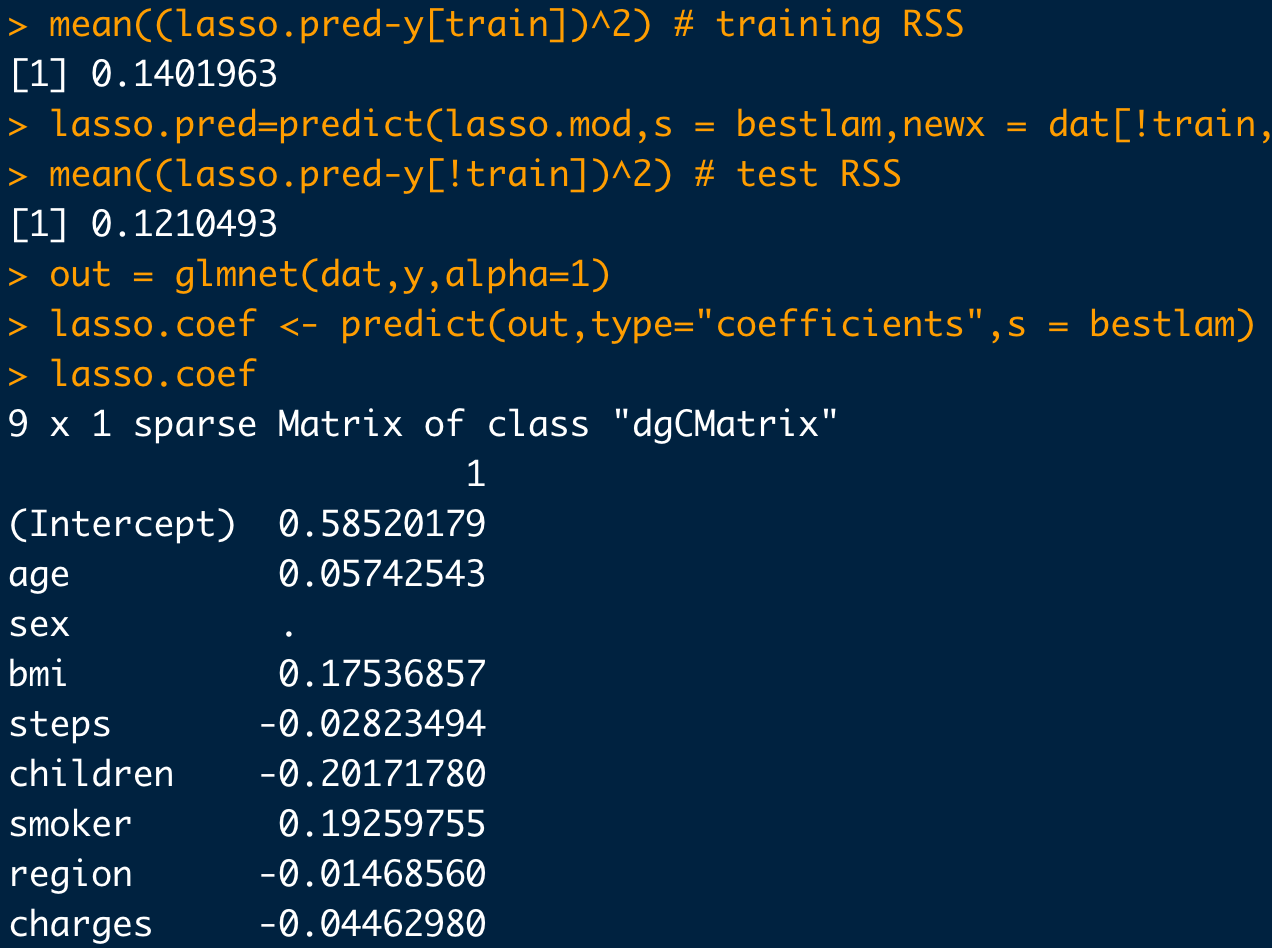 > mean((lasso.pred-y[train])^2) # training RSS
[1] 0.1401963
> lasso.pred=predict(lasso.mod,s = bestlam,newx = dat[!train,
> mean((lasso.pred-y[!train])^2) # test RSS
[1] 0.1210493
> out = glmnet(dat,y,alpha=1)
> lasso.coef <- predict(out,type="coefficients",s = bestlam)
> lasso.coef
9 x 1 sparse Matrix of class "dgCMatrix"
1
(Intercept) 0.58520179
age 0.05742543
sex .
bmi 0.17536857
steps -0.02823494
children -0.20171780
smoker 0.19259755
region -0.01468560
charges -0.04462980